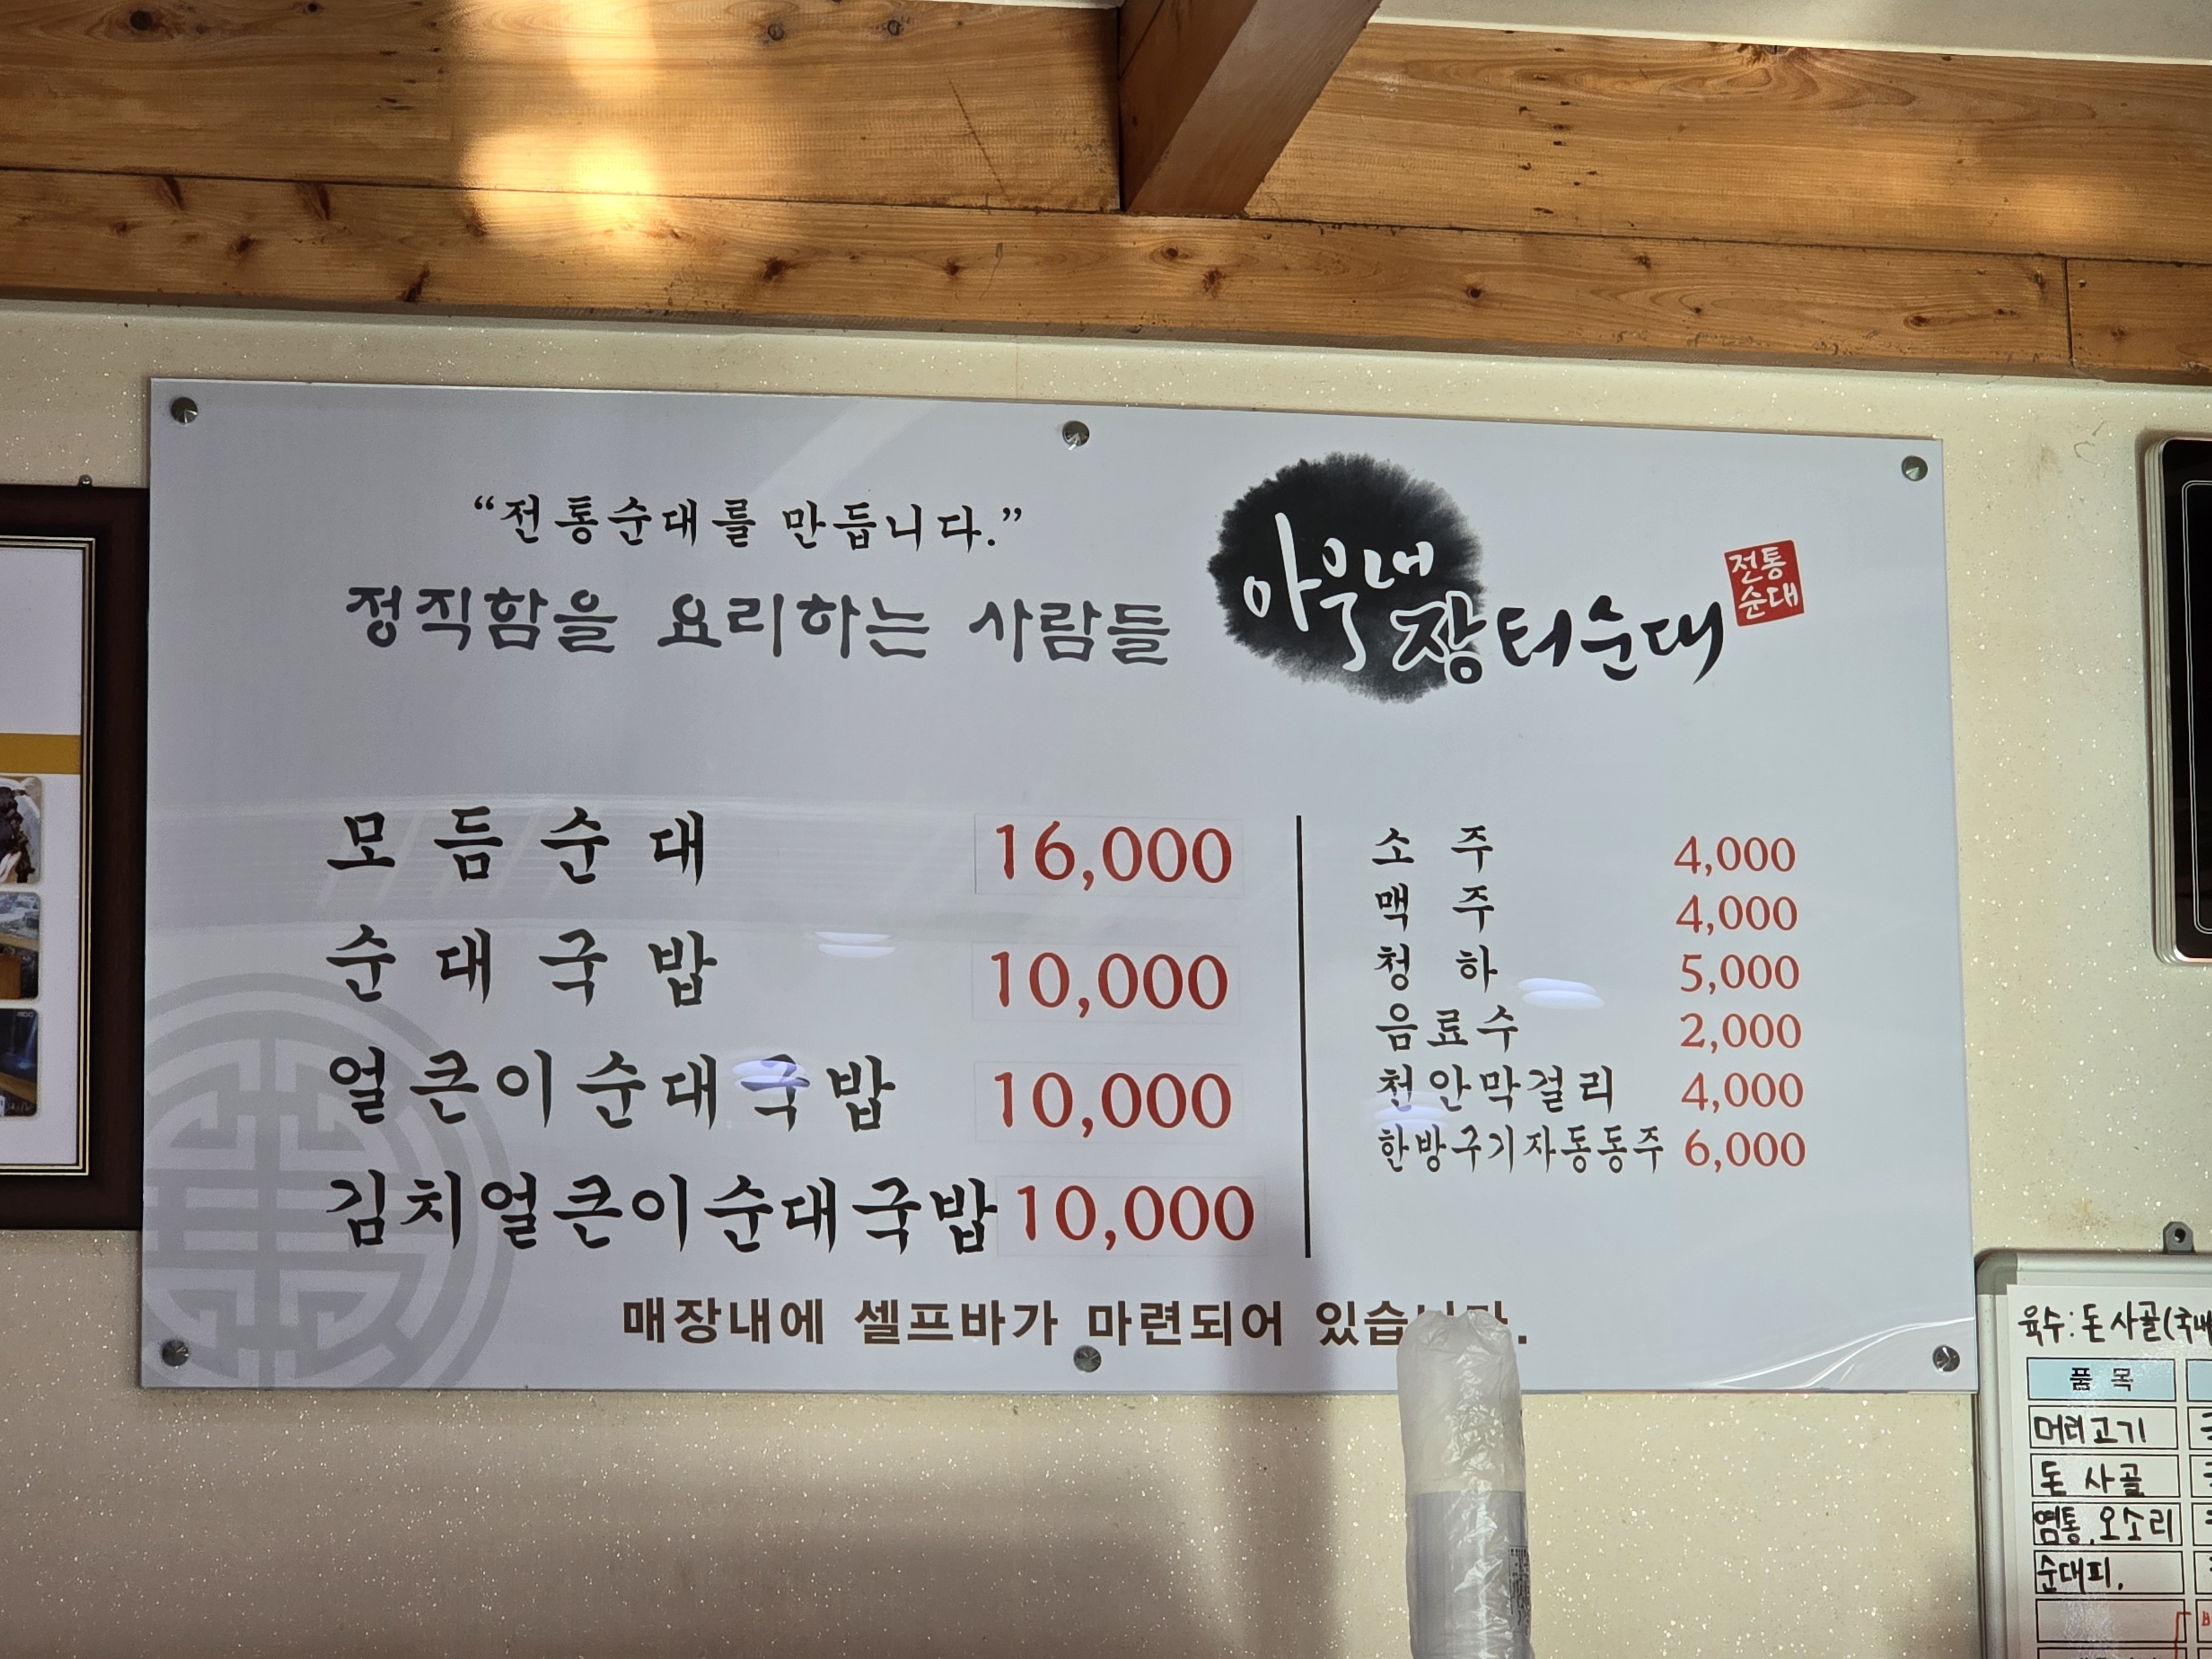 “전통순대를 만듭니다.”
정직함을 요리하는 사람들
아우내
장터순대
전통
순대
모듬순대 16,000
순대국밥 10,000
얼큰이순대국밥 10,000
김치얼큰이순대국밥 10,000
소주 4,000
맥주 4,000
청하 5,000
음료수 2,000
천안막걸리 4,000
한방구기자동동주 6,000
매장내에 셀프바가 마련되어
육수:돈사골(국내
품목
머리고기
돈사골
염통,오소리
순대피,